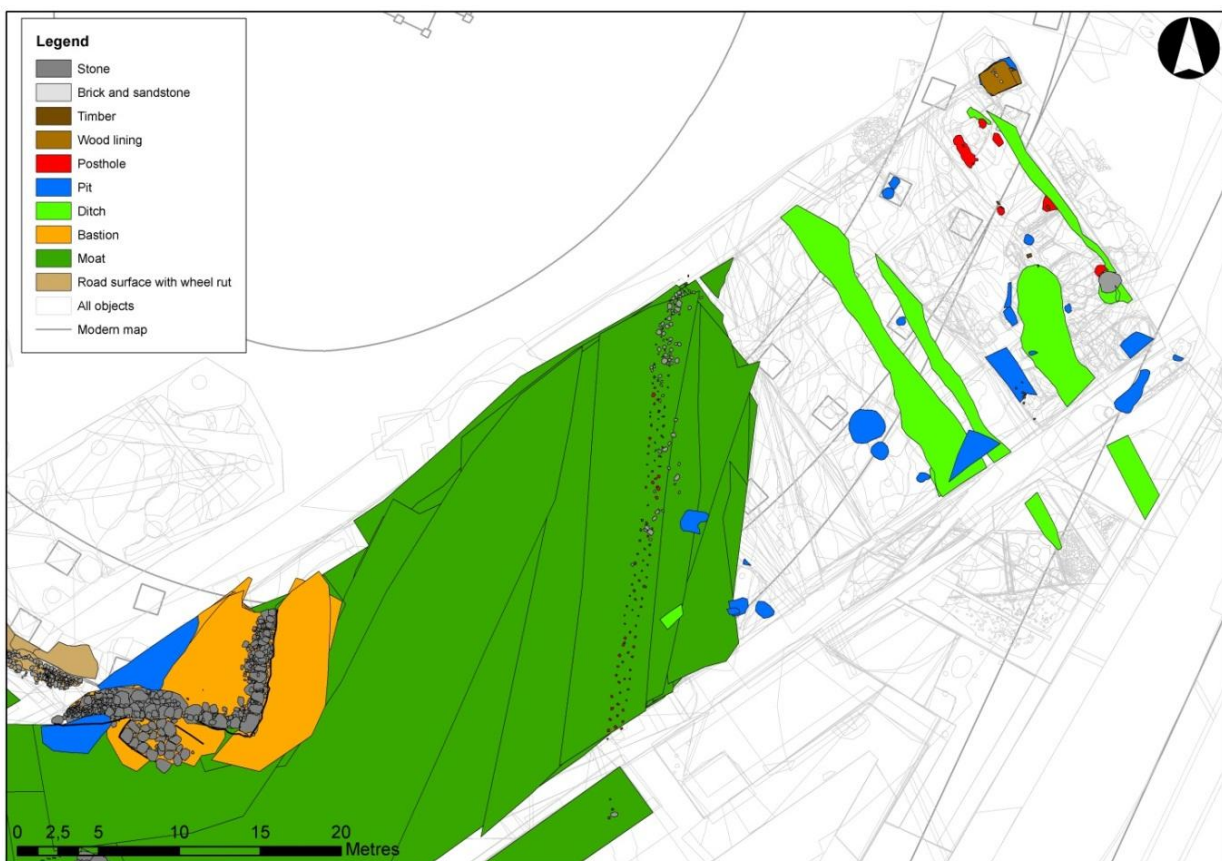 Legend
Stone
Brick and sandstone
Timber
Wood lining
Posthole
Pit
Ditch
Bastion
Moat
Road surface with wheel rut
All objects
Modern map
0 2,5 5 10 15 20
Metres